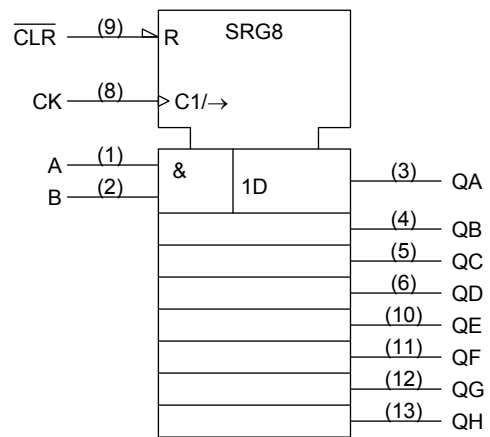 CLR (9) R SRG8
CK (8) C1/→
A (1) & 1D (3) QA
B (2)
(4) QB
(5) QC
(6) QD
(10) QE
(11) QF
(12) QG
(13) QH